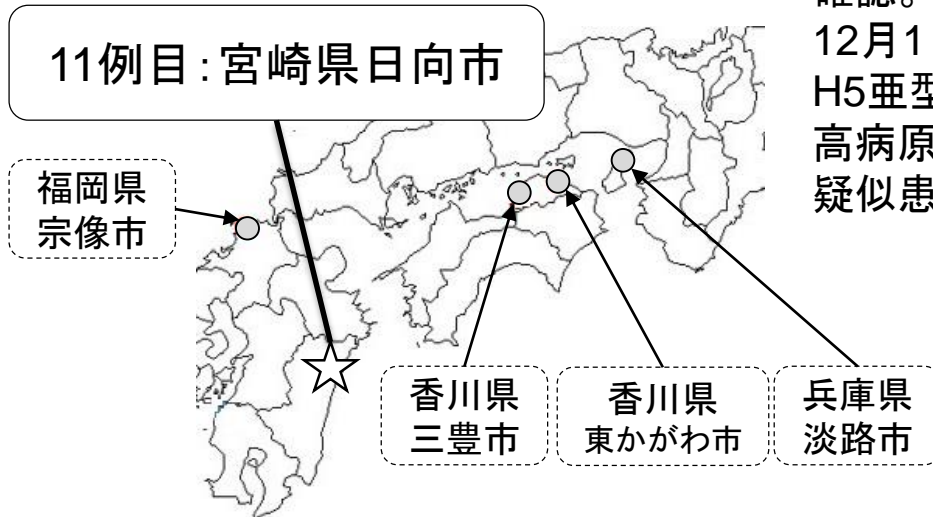 11例目：宮崎県日向市
確認。
12月1
H5亜型
高病原
疑似患
福岡県
宗像市
香川県
三豊市
香川県
東かがわ市
兵庫県
淡路市